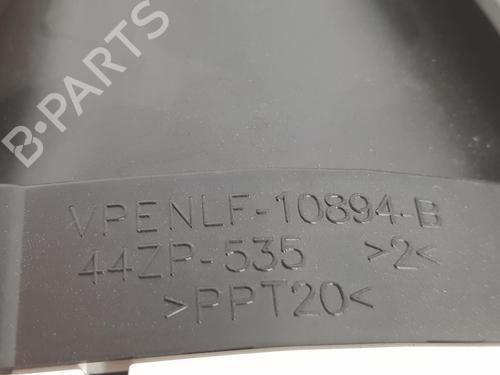 B-PARTS
VPENLF-10894-B
44ZP-535 >2<
>PPT20<